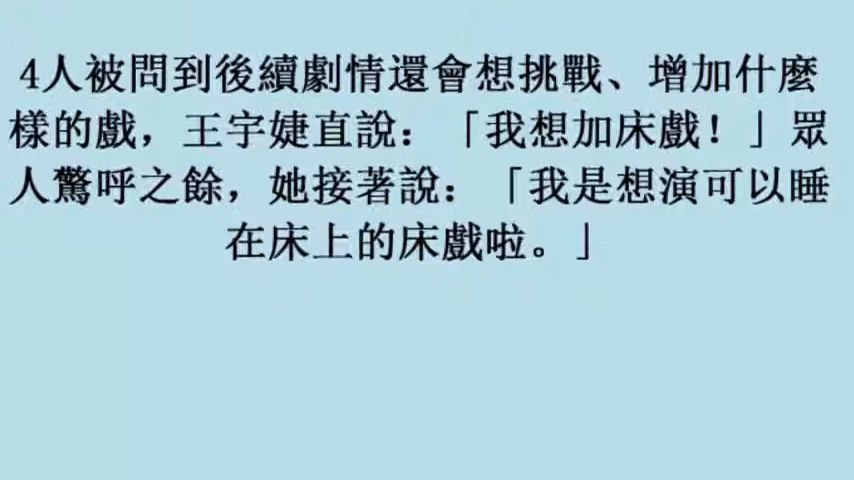 4人被問到後續劇情還會想挑戰、增加什麼
樣的戲，王宇婕直說：「我想加床戲！」眾
人驚呼之餘，她接著說：「我是想演可以睡
在床上的床戲啦。」